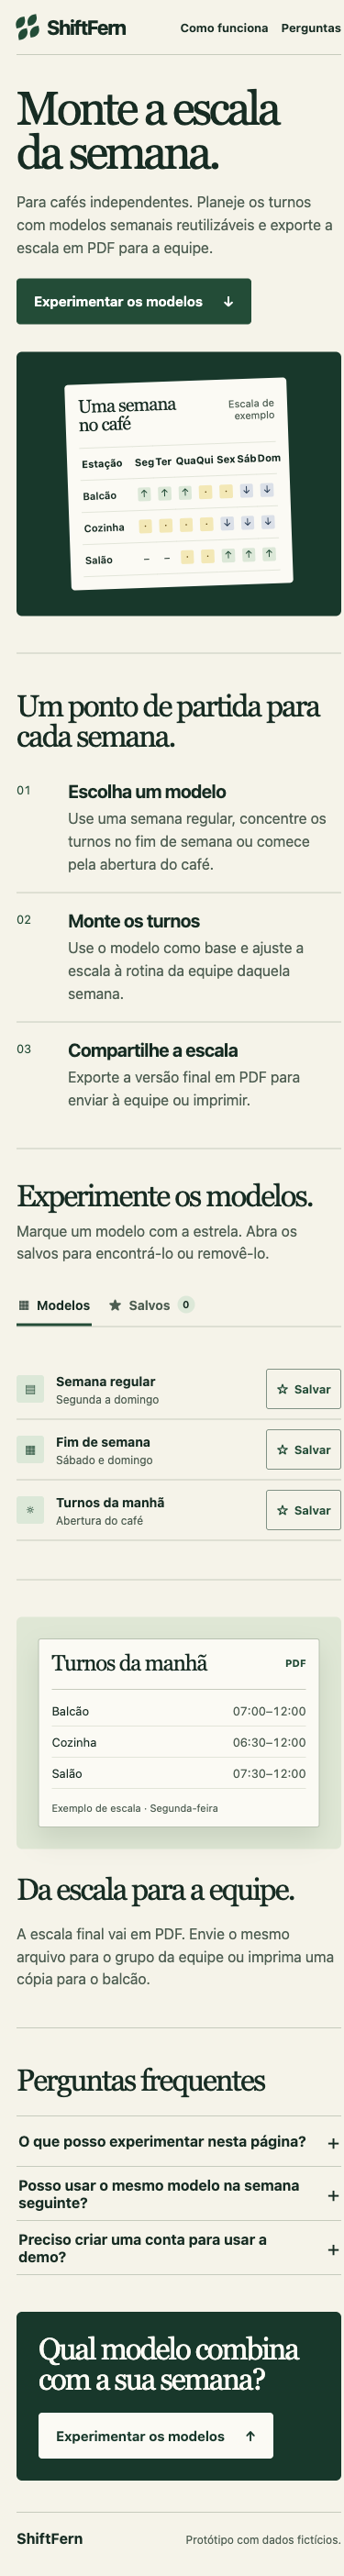 ShiftFern
Como funciona Perguntas
Monte a escala
da semana.
Para cafés independentes. Planeje os turnos
com modelos semanais reutilizáveis e exporte a
escala em PDF para a equipe.
Experimentar os modelos ↓
Uma semana
no café
Escala de
exemplo
Estação Seg Ter Qua Qui Sex Sáb Dom
Balcão ↑ ↑ ↑ · · ↓ ↓
Cozinha · · · · ↓ ↓ ↓
Salão – – · · ↑ ↑ ↑
Um ponto de partida para
cada semana.
01 Escolha um modelo
Use uma semana regular, concentre os
turnos no fim de semana ou comece
pela abertura do café.
02 Monte os turnos
Use o modelo como base e ajuste a
escala à rotina da equipe daquela
semana.
03 Compartilhe a escala
Exporte a versão final em PDF para
enviar à equipe ou imprimir.
Experimente os modelos.
Marque um modelo com a estrela. Abra os
salvos para encontrá-lo ou removê-lo.
▦ Modelos ★ Salvos 0
Semana regular
Segunda a domingo
☆ Salvar
Fim de semana
Sábado e domingo
☆ Salvar
Turnos da manhã
Abertura do café
☆ Salvar
Turnos da manhã PDF
Balcão 07:00–12:00
Cozinha 06:30–12:00
Salão 07:30–12:00
Exemplo de escala · Segunda-feira
Da escala para a equipe.
A escala final vai em PDF. Envie o mesmo
arquivo para o grupo da equipe ou imprima uma
cópia para o balcão.
Perguntas frequentes
O que posso experimentar nesta página? +
Posso usar o mesmo modelo na semana
seguinte? +
Preciso criar uma conta para usar a
demo? +
Qual modelo combina
com a sua semana?
Experimentar os modelos ↑
ShiftFern
Protótipo com dados fictícios.